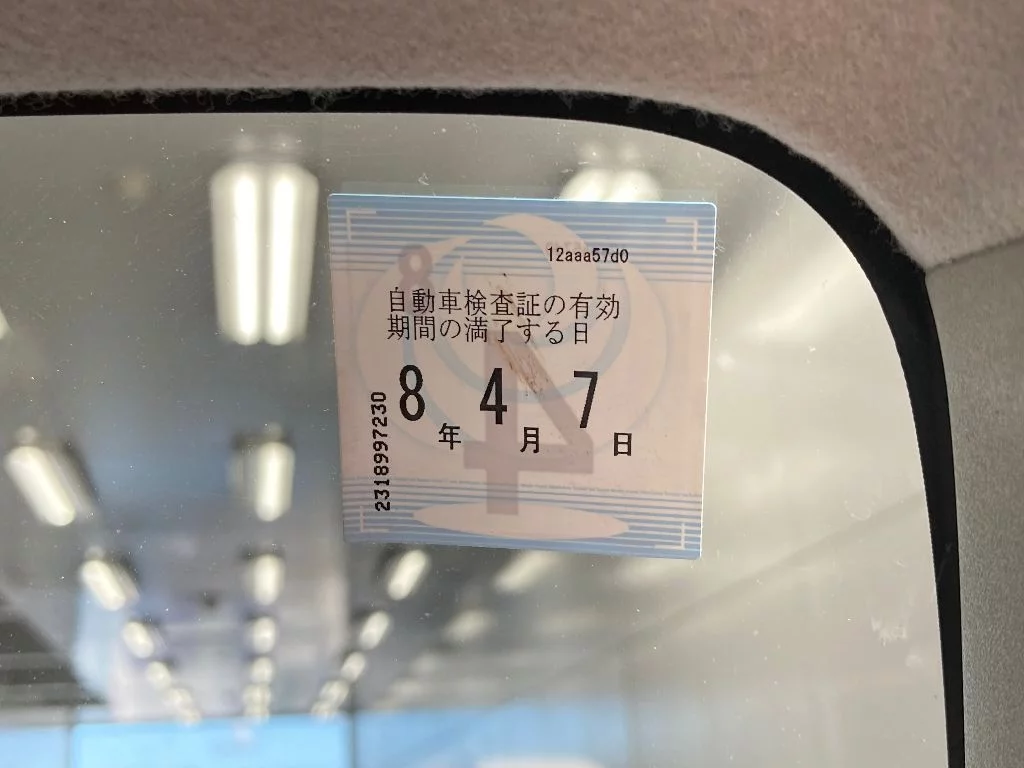 12aaa57d0
自動車検査証の有効
期間の満了する日
8年 4月 7日
2318997230